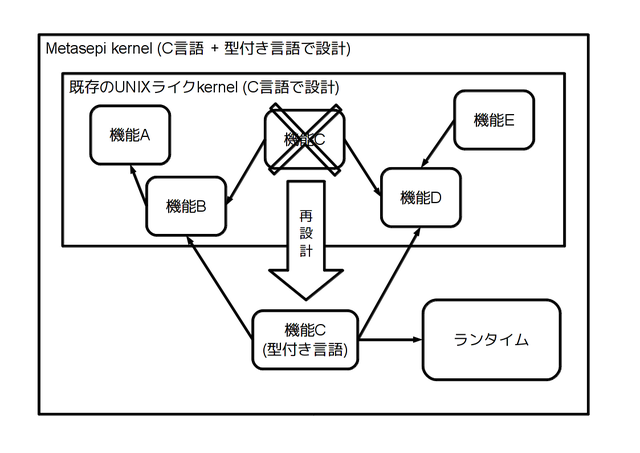 Metasepi kernel (C言語 + 型付き言語で設計)
既存のUNIXライクkernel (C言語で設計)
機能A
機能C
機能E
機能B
機能D
再
設
計
機能C
(型付き言語)
ランタイム